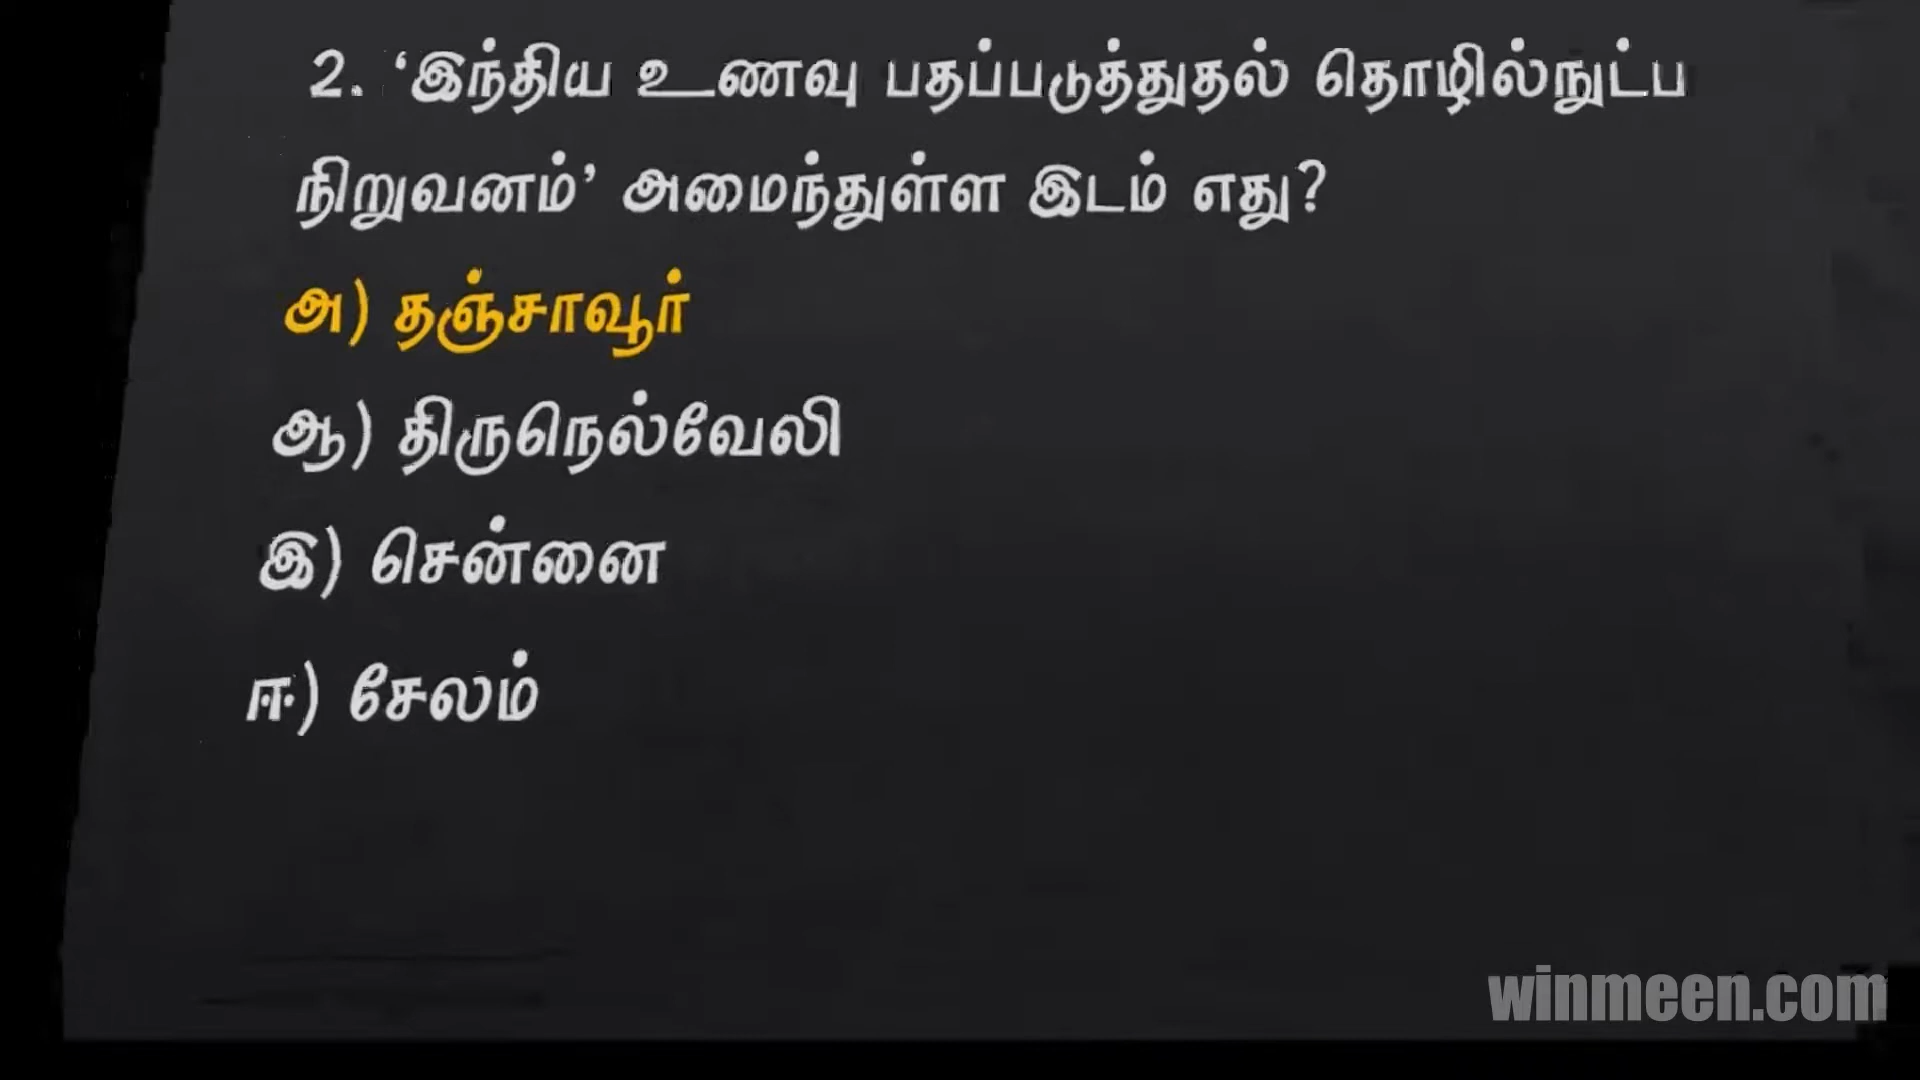 2. ‘இந்திய உணவு பதப்படுத்துதல் தொழில்நுட்ப
நிறுவனம்’ அமைந்துள்ள இடம் எது?
அ) தஞ்சாவூர்
ஆ) திருநெல்வேலி
இ) சென்னை
ஈ) சேலம்
winmeen.com